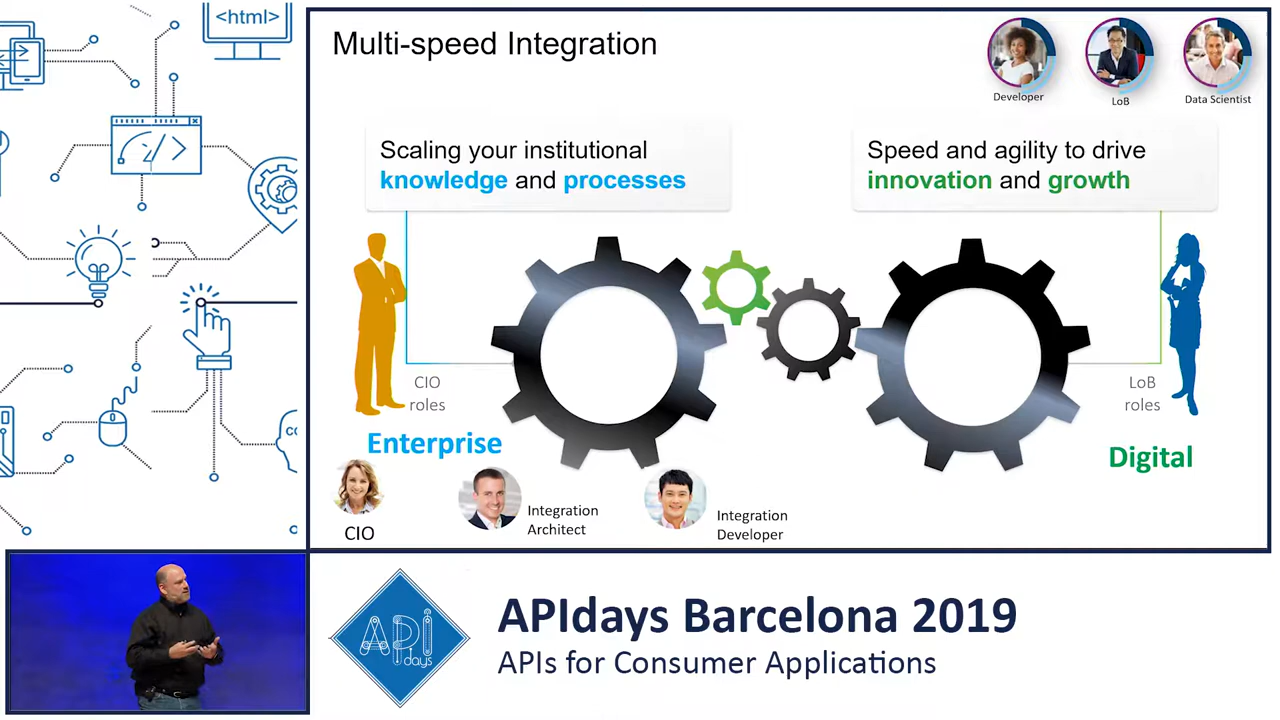 <html>
Multi-speed Integration
Developer
LoB
Data Scientist
Scaling your institutional
knowledge and processes
Speed and agility to drive
innovation and growth
CIO
roles
LoB
roles
Enterprise
Digital
CIO
Integration
Architect
Integration
Developer
API
days
APIdays Barcelona 2019
APIs for Consumer Applications